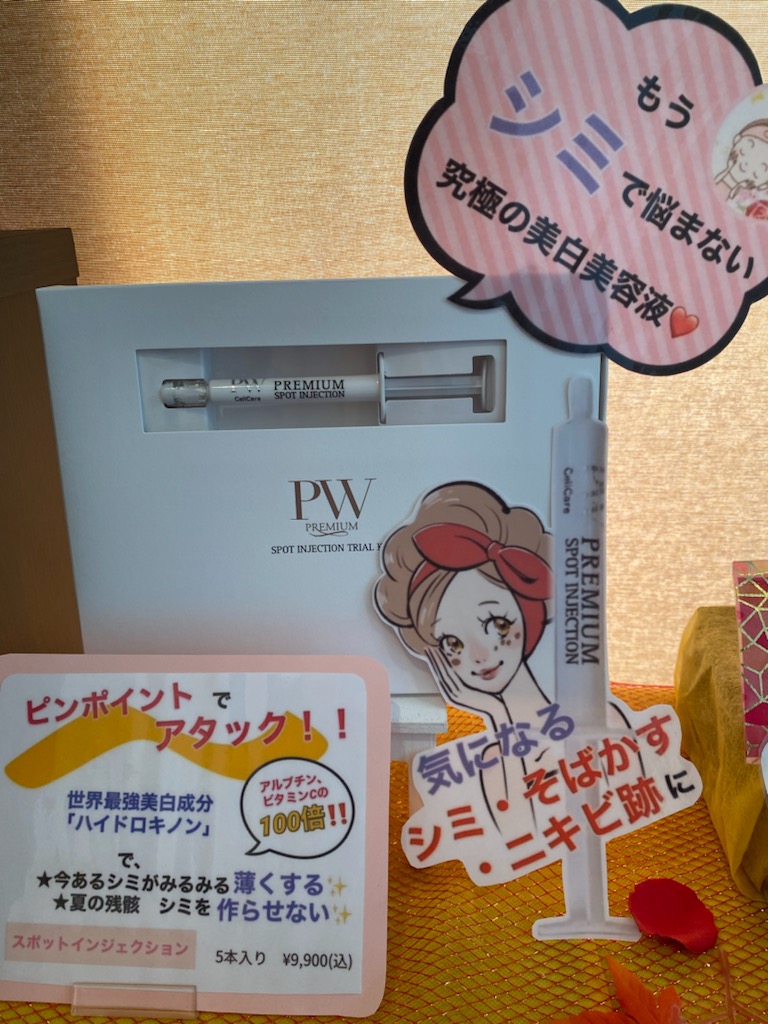 もう
シミで悩まない
究極の美白美容液
PW PREMIUM
CellCare SPOT INJECTION
PW
PREMIUM
SPOT INJECTION TRIAL
CellCare
PREMIUM
SPOT INJECTION
気になる
シミ・そばかす
・ニキビ跡に
ピンポイントで
アタック！！
世界最強美白成分
「ハイドロキノン」
で、
アルブチン、
ビタミンCの
100倍!!
★今あるシミがみるみる薄くする
★夏の残骸　シミを作らせない
スポットインジェクション
5本入り　¥9,900(込)